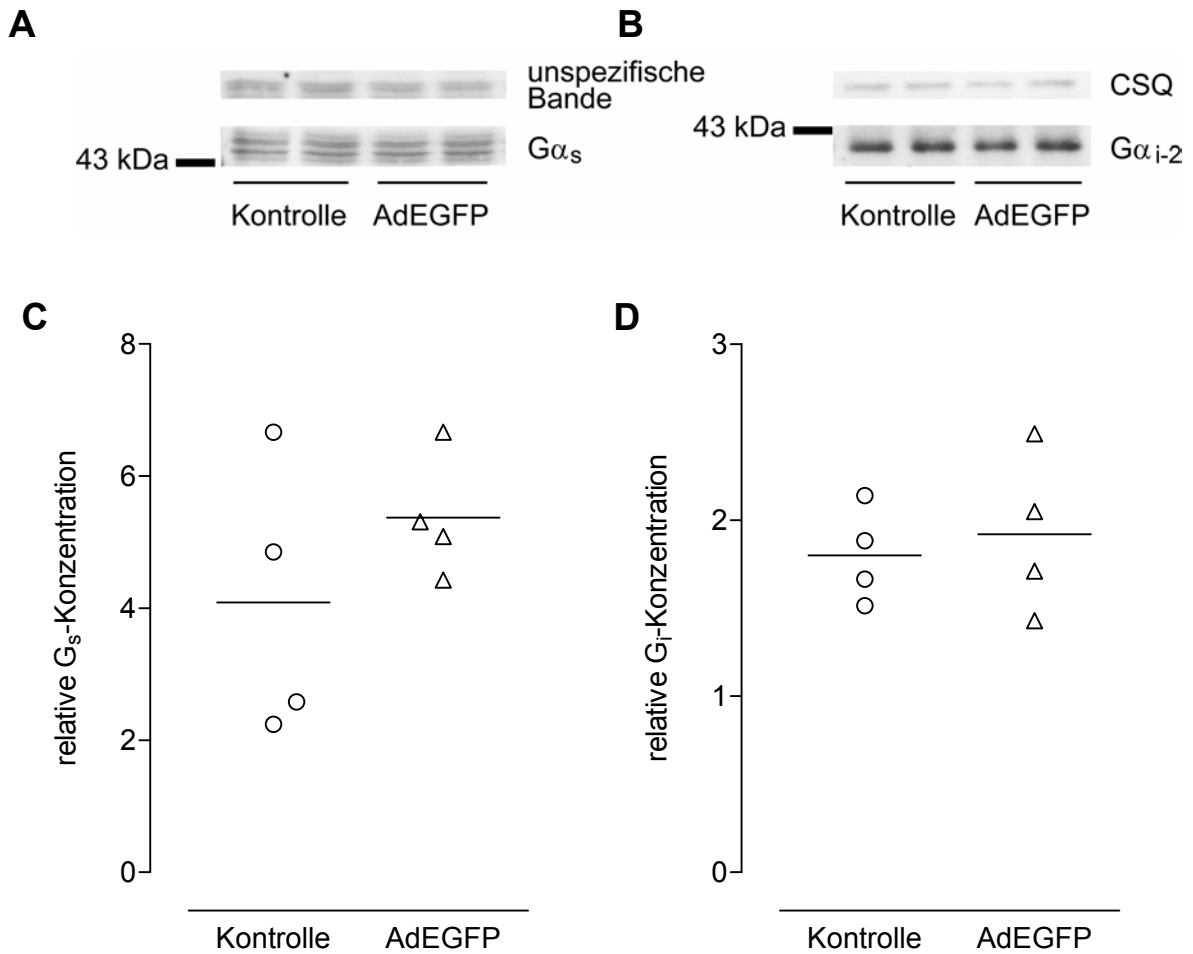 A
unspezifische
Bande
43 kDa
Gαs
Kontrolle
AdEGFP
B
CSQ
43 kDa
Gαi-2
Kontrolle
AdEGFP
C
8
6
4
2
0
relative Gs-Konzentration
Kontrolle
AdEGFP
D
3
2
1
0
relative Gi-Konzentration
Kontrolle
AdEGFP